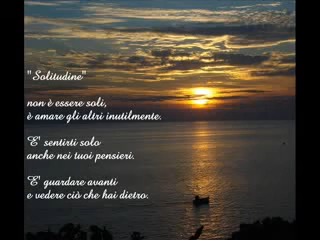 "Solitudine"
non è essere soli,
è amare gli altri inutilmente.
E' sentirti solo
anche nei tuoi pensieri.
E' guardare avanti
e vedere ciò che hai dietro.